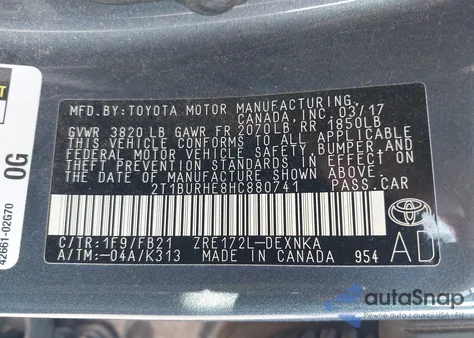 MFD.BY:TOYOTA MOTOR MANUFACTURING,
CANADA, INC. 03/17
GVWR 3820 LB GAWR FR 2070LB RR 1850LB
THIS VEHICLE CONFORMS TO ALL APPLICABLE
FEDERAL MOTOR VEHICLE SAFETY, BUMPER, AND
THEFT PREVENTION STANDARDS IN EFFECT ON
THE DATE OF MANUFACTURE SHOWN ABOVE.
2T1BURHE8HC880741
PASS.CAR
C/TR:1F9/FB21 ZRE172L-DEXNKA
A/TM:-04A/K313 MADE IN CANADA 954
AD
0G
42661-02G70
autoSnap